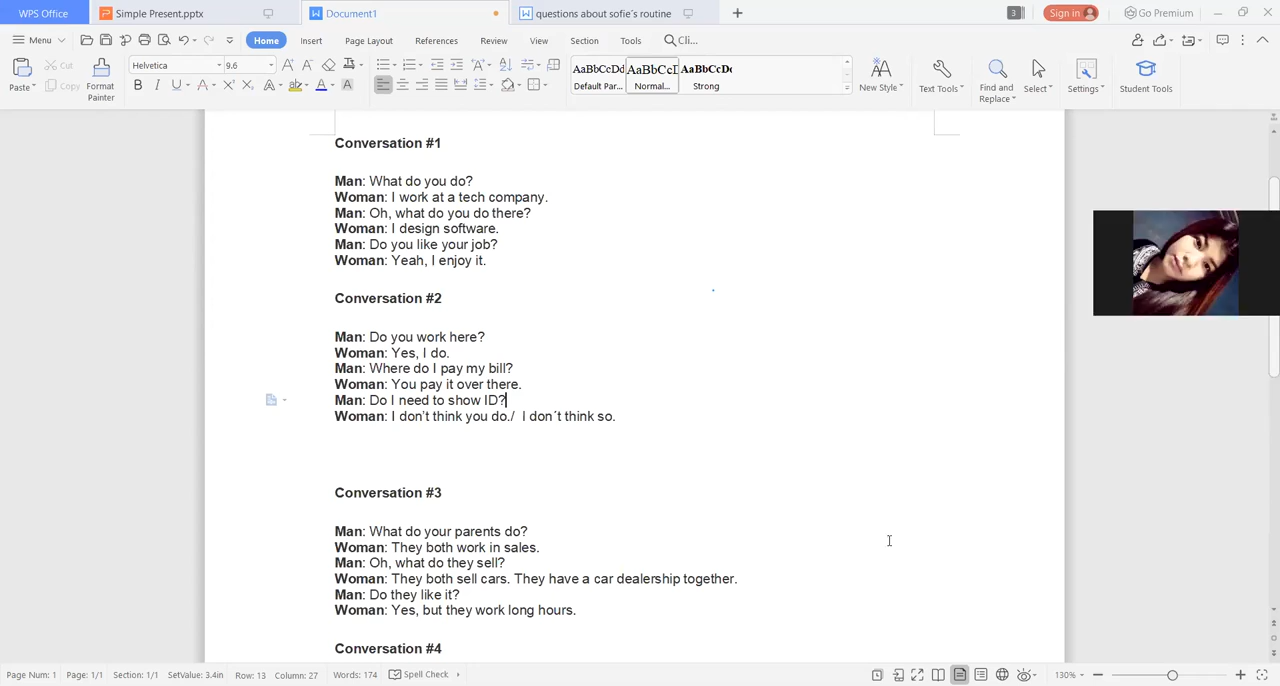 WPS Office Simple Present.pptx Document1 questions about sofie´s routine 3 Sign in Go Premium
Menu Home Insert Page Layout References Review View Section Tools Cli...
Paste Cut Copy Format Painter Helvetica 9.6 AaBbCcDd Default Par... AaBbCcD Normal... AaBbCcDc Strong New Style Text Tools Find and Replace Select Settings Student Tools
Conversation #1
Man: What do you do?
Woman: I work at a tech company.
Man: Oh, what do you do there?
Woman: I design software.
Man: Do you like your job?
Woman: Yeah, I enjoy it.
Conversation #2
Man: Do you work here?
Woman: Yes, I do.
Man: Where do I pay my bill?
Woman: You pay it over there.
Man: Do I need to show ID?
Woman: I don't think you do./  I don´t think so.
Conversation #3
Man: What do your parents do?
Woman: They both work in sales.
Man: Oh, what do they sell?
Woman: They both sell cars. They have a car dealership together.
Man: Do they like it?
Woman: Yes, but they work long hours.
Conversation #4
Page Num: 1 Page: 1/1 Section: 1/1 SetValue: 3.4in Row: 13 Column: 27 Words: 174 Spell Check 130%